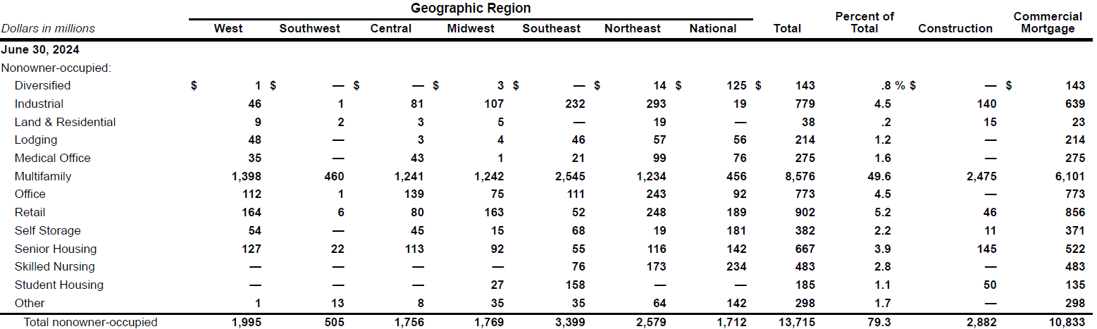 Geographic Region
Dollars in millions West Southwest Central Midwest Southeast Northeast National Total Percent of Total Construction Commercial Mortgage
June 30, 2024
Nonowner-occupied:
Diversified $ 1 $ — $ — $ 3 $ — $ 14 $ 125 $ 143 .8 % $ — $ 143
Industrial 46 1 81 107 232 293 19 779 4.5 140 639
Land & Residential 9 2 3 5 — 19 — 38 .2 15 23
Lodging 48 — 3 4 46 57 56 214 1.2 — 214
Medical Office 35 — 43 1 21 99 76 275 1.6 — 275
Multifamily 1,398 460 1,241 1,242 2,545 1,234 456 8,576 49.6 2,475 6,101
Office 112 1 139 75 111 243 92 773 4.5 — 773
Retail 164 6 80 163 52 248 189 902 5.2 46 856
Self Storage 54 — 45 15 68 19 181 382 2.2 11 371
Senior Housing 127 22 113 92 55 116 142 667 3.9 145 522
Skilled Nursing — — — — 76 173 234 483 2.8 — 483
Student Housing — — — 27 158 — — 185 1.1 50 135
Other 1 13 8 35 35 64 142 298 1.7 — 298
Total nonowner-occupied 1,995 505 1,756 1,769 3,399 2,579 1,712 13,715 79.3 2,882 10,833